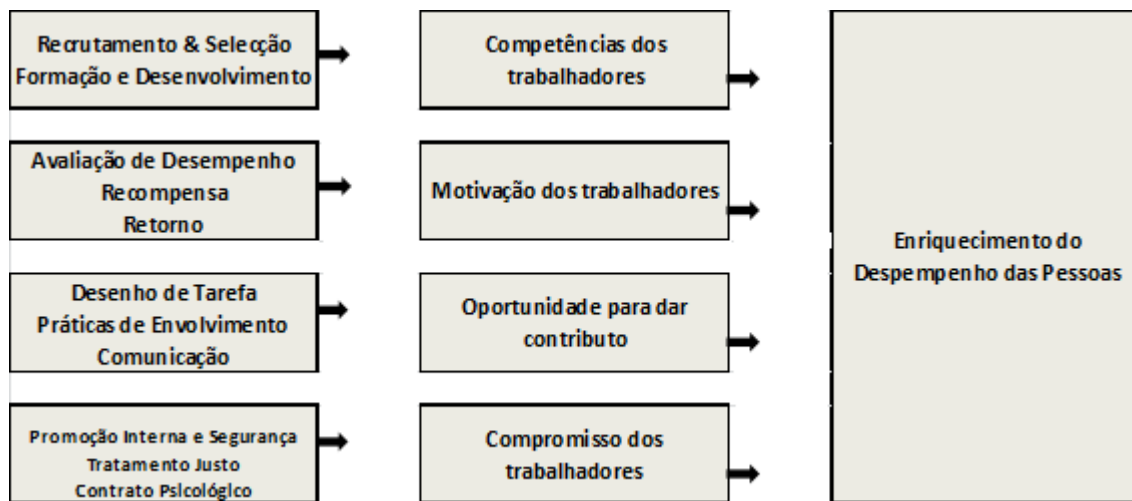 Recrutamento & Selecção
Formação e Desenvolvimento
Competências dos
trabalhadores
Avaliação de Desempenho
Recompensa
Retorno
Motivação dos trabalhadores
Desenho de Tarefa
Práticas de Envolvimento
Comunicação
Oportunidade para dar
contributo
Promoção Interna e Segurança
Tratamento Justo
Contrato Psicológico
Compromisso dos
trabalhadores
Enriquecimento do
Despempenho das Pessoas